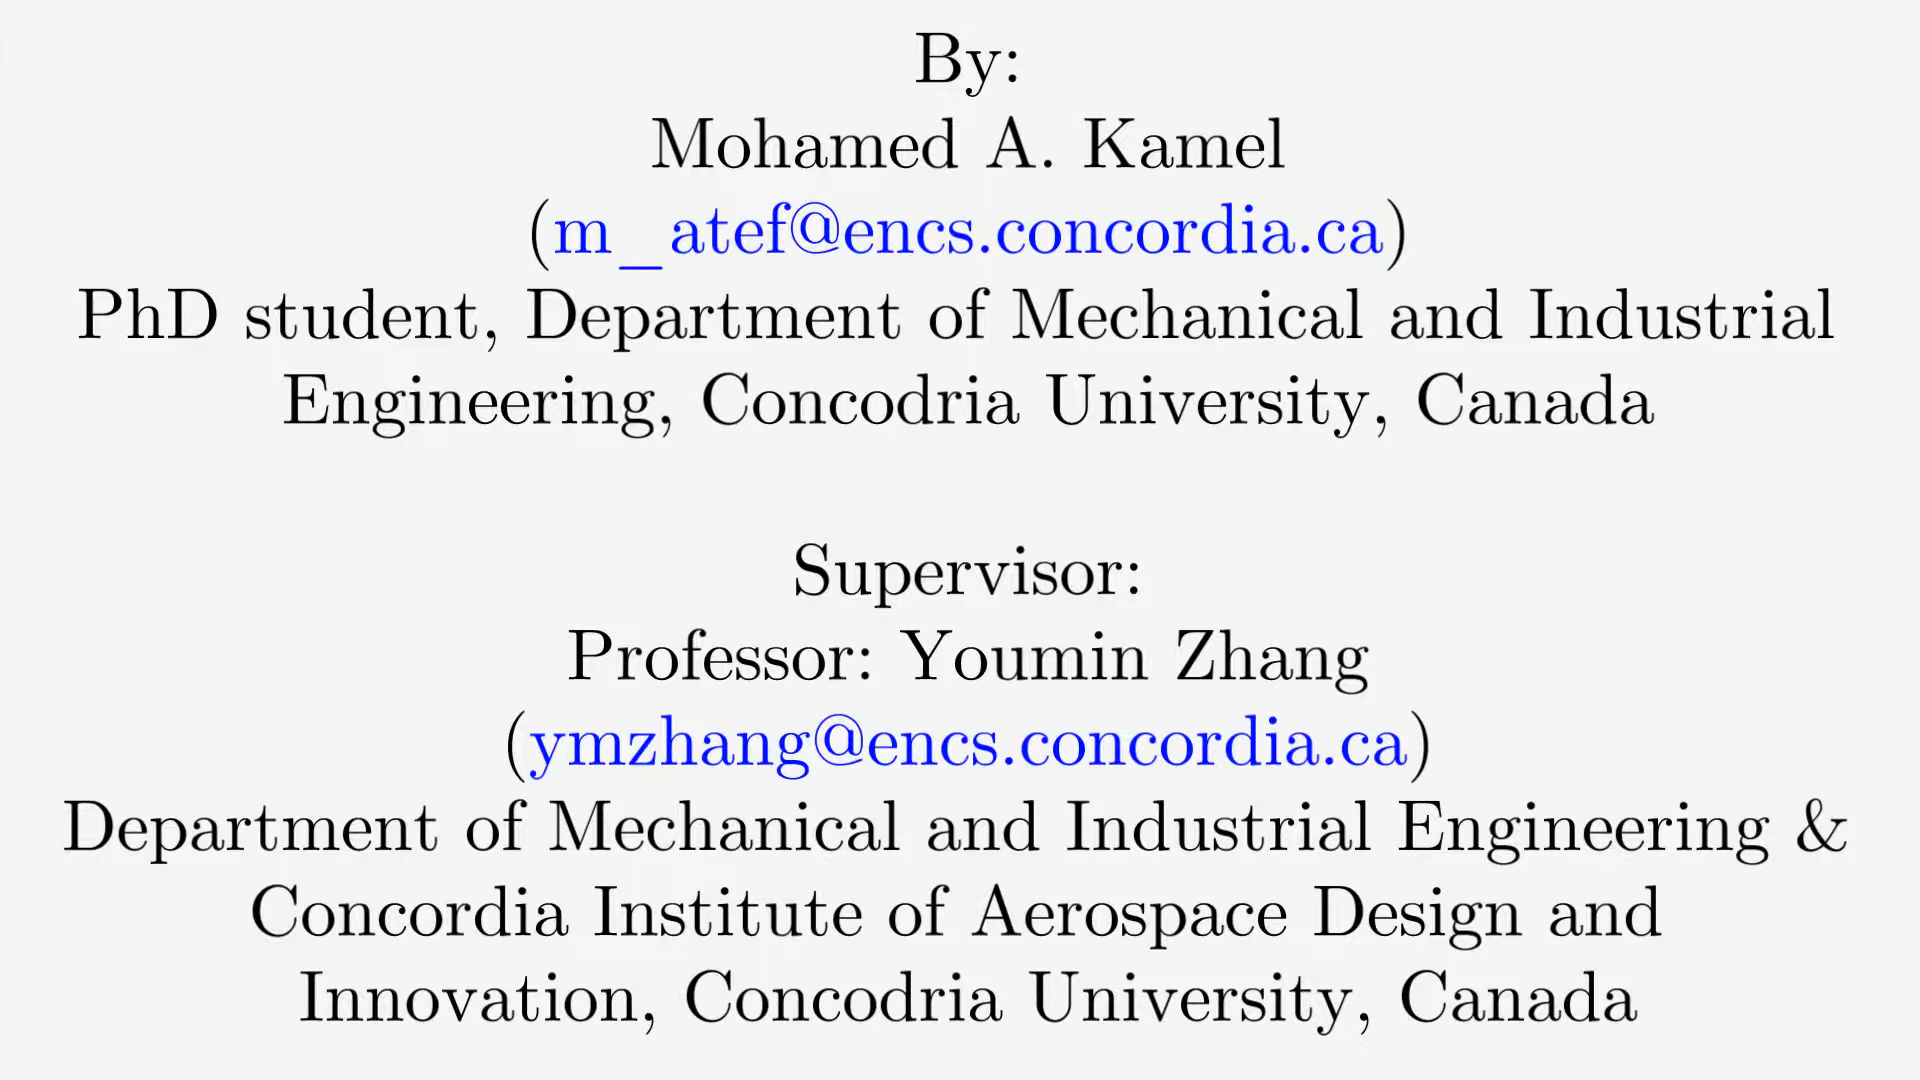 By:
Mohamed A. Kamel
(m_atef@encs.concordia.ca)
PhD student, Department of Mechanical and Industrial
Engineering, Concodria University, Canada
Supervisor:
Professor: Youmin Zhang
(ymzhang@encs.concordia.ca)
Department of Mechanical and Industrial Engineering &
Concordia Institute of Aerospace Design and
Innovation, Concodria University, Canada